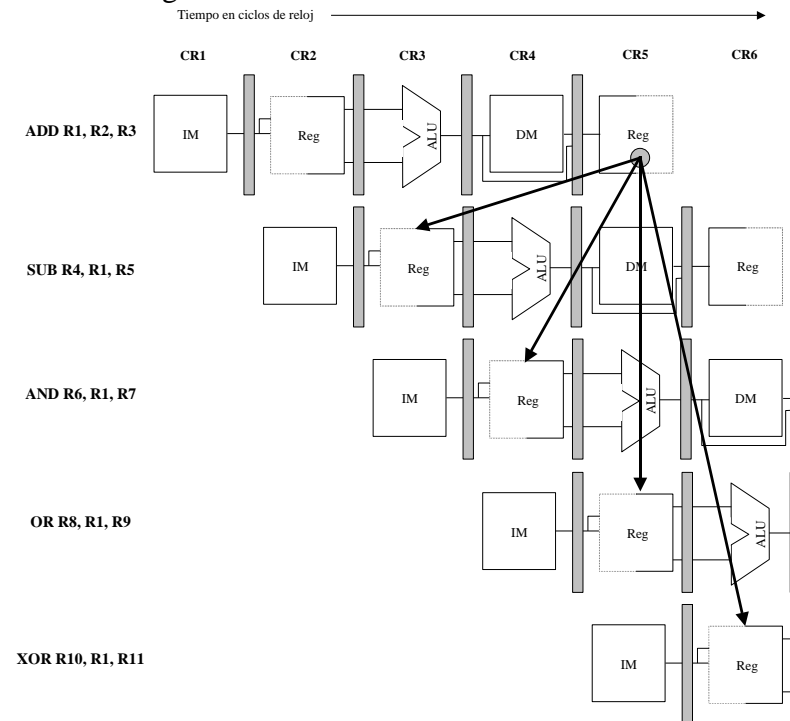 Tiempo en ciclos de reloj
CR1 CR2 CR3 CR4 CR5 CR6
ADD R1, R2, R3 IM Reg ALU DM Reg
SUB R4, R1, R5 IM Reg ALU DM Reg
AND R6, R1, R7 IM Reg ALU DM
OR R8, R1, R9 IM Reg ALU
XOR R10, R1, R11 IM Reg